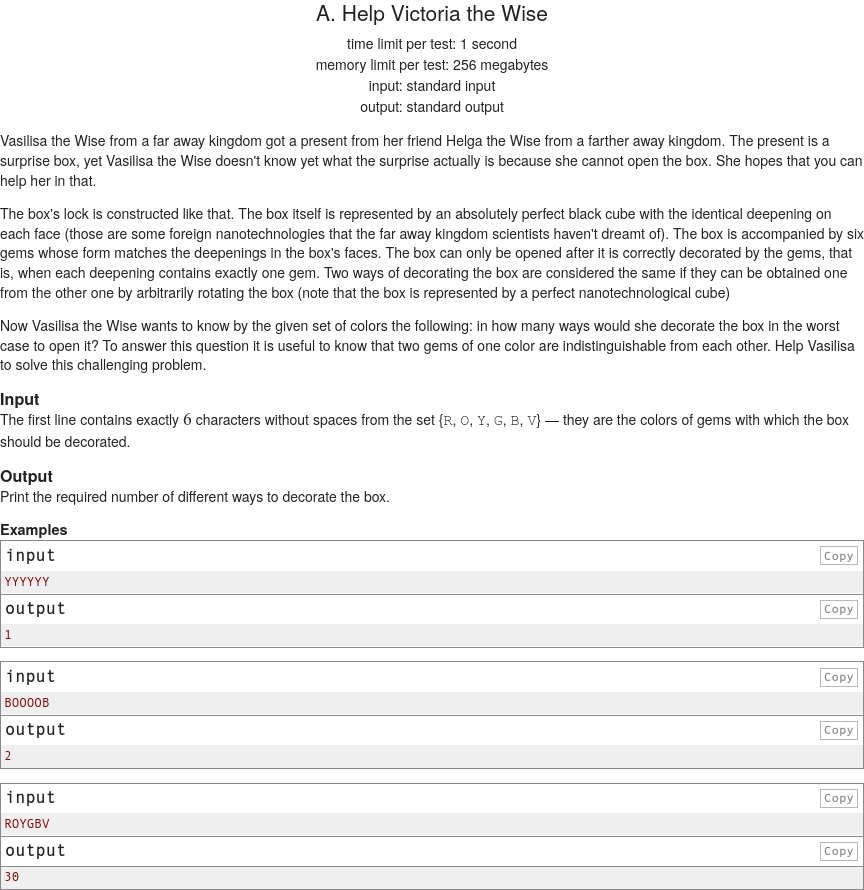 A. Help Victoria the Wise
time limit per test: 1 second
memory limit per test: 256 megabytes
input: standard input
output: standard output
Vasilisa the Wise from a far away kingdom got a present from her friend Helga the Wise from a farther away kingdom. The present is a
surprise box, yet Vasilisa the Wise doesn't know yet what the surprise actually is because she cannot open the box. She hopes that you can
help her in that.
The box's lock is constructed like that. The box itself is represented by an absolutely perfect black cube with the identical deepening on
each face (those are some foreign nanotechnologies that the far away kingdom scientists haven't dreamt of). The box is accompanied by six
gems whose form matches the deepenings in the box's faces. The box can only be opened after it is correctly decorated by the gems, that
is, when each deepening contains exactly one gem. Two ways of decorating the box are considered the same if they can be obtained one
from the other one by arbitrarily rotating the box (note that the box is represented by a perfect nanotechnological cube)
Now Vasilisa the Wise wants to know by the given set of colors the following: in how many ways would she decorate the box in the worst
case to open it? To answer this question it is useful to know that two gems of one color are indistinguishable from each other. Help Vasilisa
to solve this challenging problem.
Input
The first line contains exactly 6 characters without spaces from the set {R, O, Y, G, B, V} — they are the colors of gems with which the box
should be decorated.
Output
Print the required number of different ways to decorate the box.
Examples
input Copy
YYYYYY
output Copy
1
input Copy
BOOOOB
output Copy
2
input Copy
ROYGBV
output Copy
30